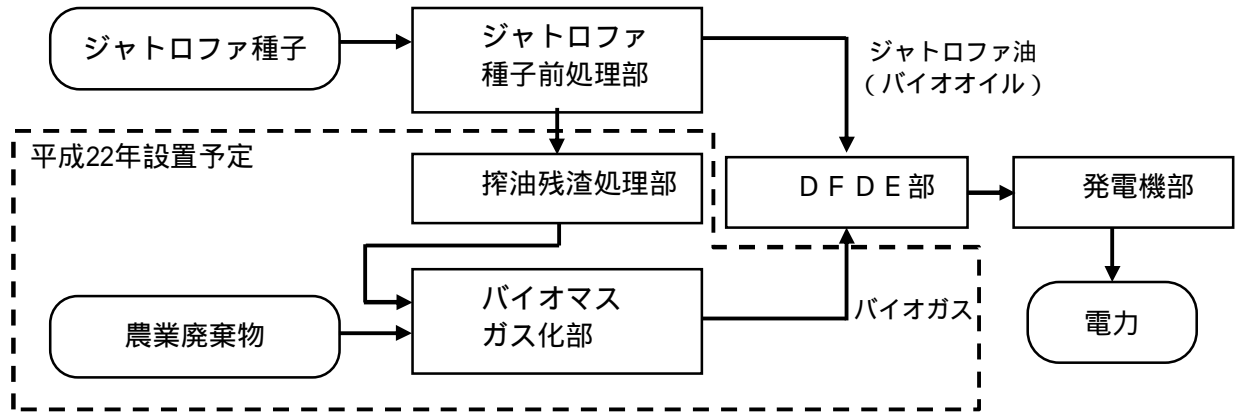 ジャトロファ種子
ジャトロファ
種子前処理部
ジャトロファ油
(バイオオイル)
平成22年設置予定
搾油残渣処理部
DFDE部
発電機部
農業廃棄物
バイオマス
ガス化部
バイオガス
電力